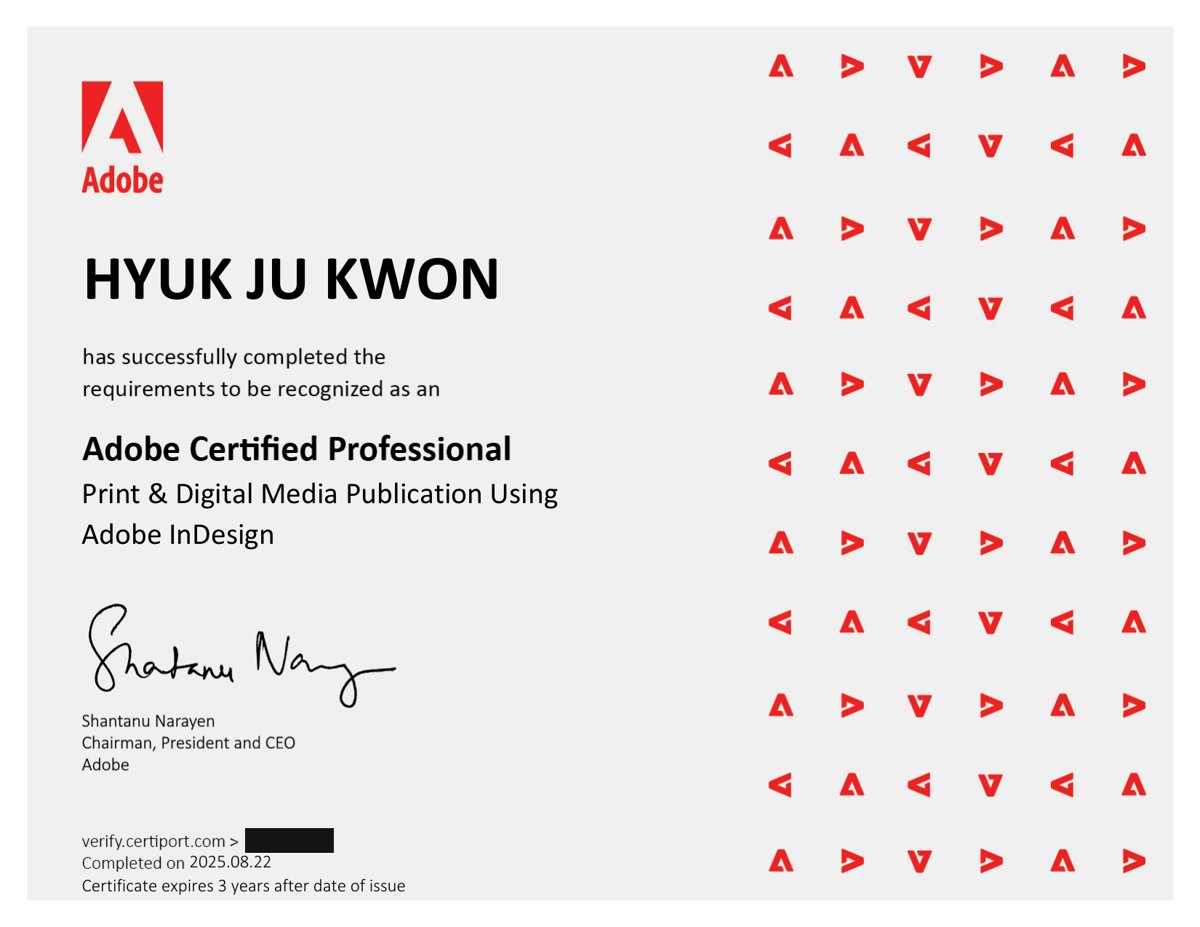 Adobe
HYUK JU KWON
has successfully completed the
requirements to be recognized as an
Adobe Certified Professional
Print & Digital Media Publication Using
Adobe InDesign
Shantanu Narayen
Shantanu Narayen
Chairman, President and CEO
Adobe
verify.certiport.com >
Completed on 2025.08.22
Certificate expires 3 years after date of issue